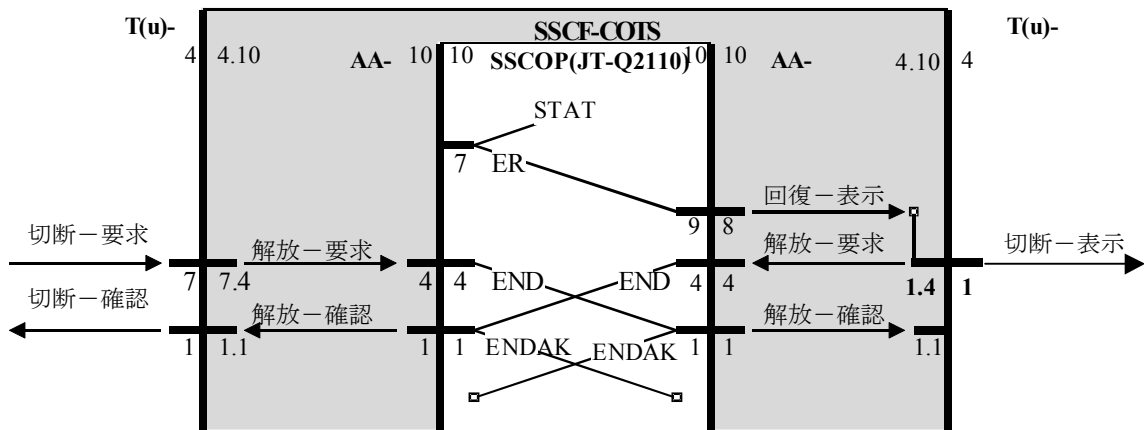 T(u)- SSCF-COTS T(u)-
4 4.10 AA- 10 10 SSCOP(JT-Q2110) 10 10 AA- 4.10 4
STAT
7 ER
9 8 回復－表示
切断－要求 解放－要求 END END 解放－要求 切断－表示
7 7.4 4 4 4 4 1.4 1
切断－確認 解放－確認 ENDAK ENDAK 解放－確認
1 1.1 1 1 1 1 1.1